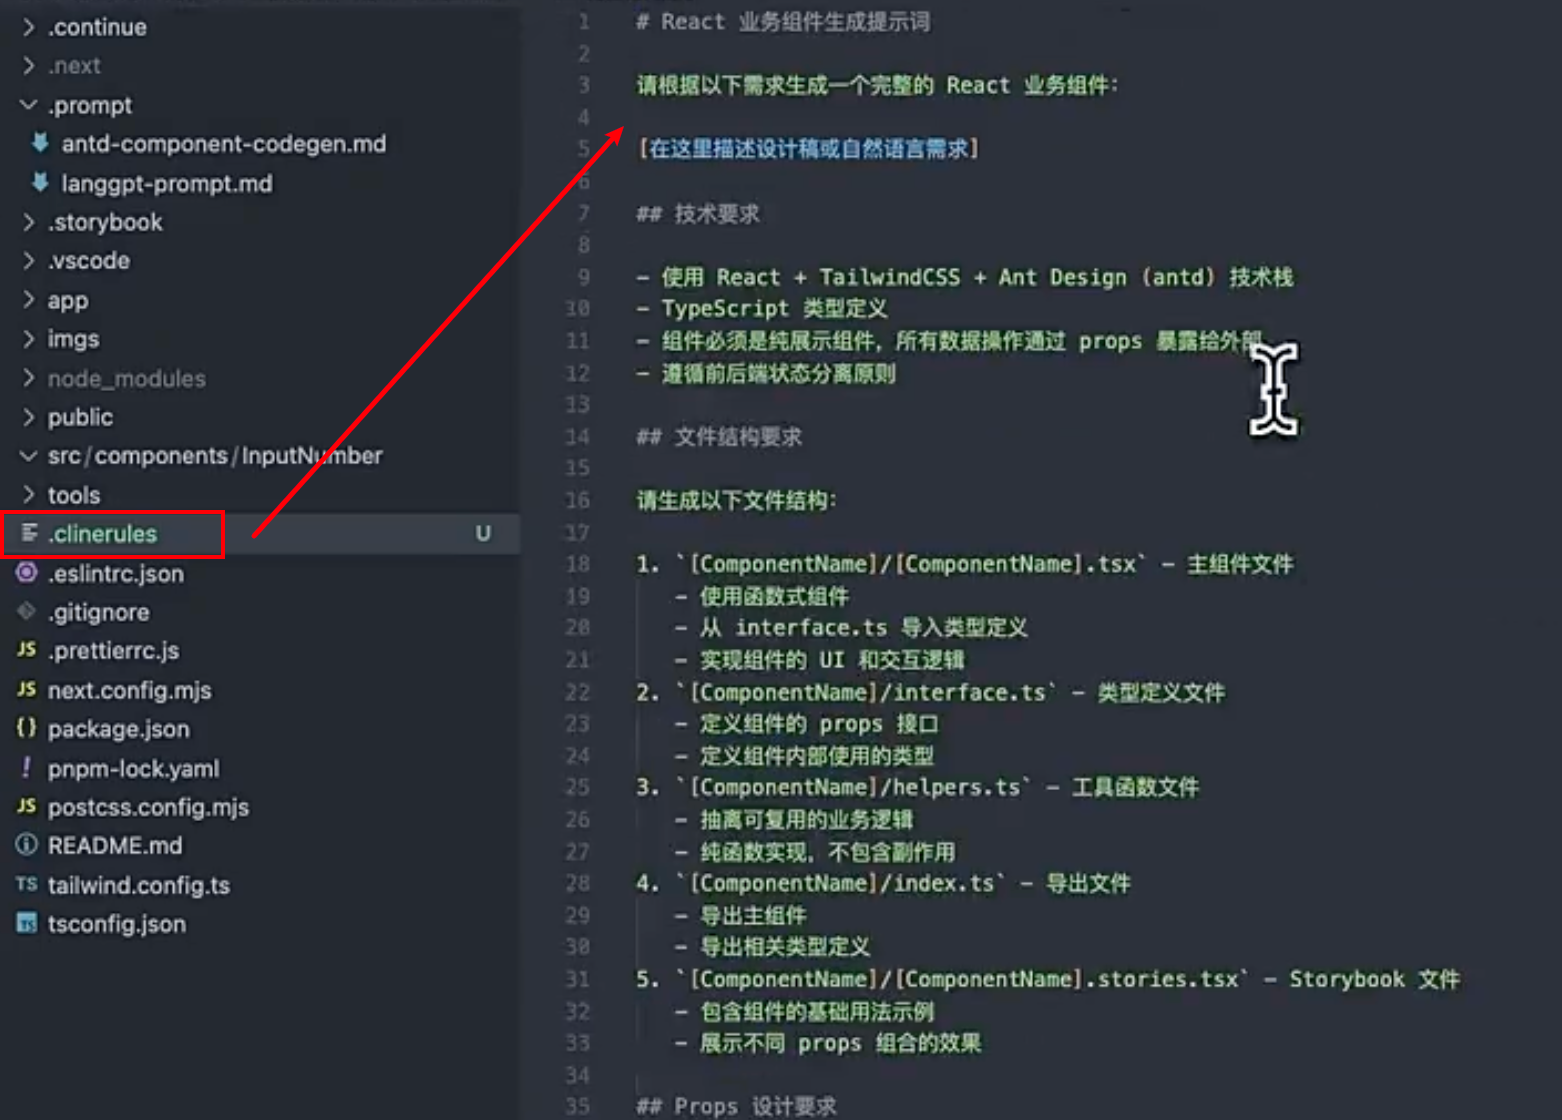 .continue
.next
.prompt
antd-component-codegen.md
langgpt-prompt.md
.storybook
.vscode
app
imgs
node_modules
public
src/components/InputNumber
tools
.clinerules U
.eslintrc.json
.gitignore
JS .prettierrc.js
JS next.config.mjs
{} package.json
! pnpm-lock.yaml
JS postcss.config.mjs
README.md
TS tailwind.config.ts
TS tsconfig.json
1 # React 业务组件生成提示词
2
3 请根据以下需求生成一个完整的 React 业务组件：
4
5 [在这里描述设计稿或自然语言需求]
6
7 ## 技术要求
8
9 - 使用 React + TailwindCSS + Ant Design (antd) 技术栈
10 - TypeScript 类型定义
11 - 组件必须是纯展示组件，所有数据操作通过 props 暴露给外部
12 - 遵循前后端状态分离原则
13
14 ## 文件结构要求
15
16 请生成以下文件结构：
17
18 1. `[ComponentName]/[ComponentName].tsx` - 主组件文件
19 - 使用函数式组件
20 - 从 interface.ts 导入类型定义
21 - 实现组件的 UI 和交互逻辑
22 2. `[ComponentName]/interface.ts` - 类型定义文件
23 - 定义组件的 props 接口
24 - 定义组件内部使用的类型
25 3. `[ComponentName]/helpers.ts` - 工具函数文件
26 - 抽离可复用的业务逻辑
27 - 纯函数实现，不包含副作用
28 4. `[ComponentName]/index.ts` - 导出文件
29 - 导出主组件
30 - 导出相关类型定义
31 5. `[ComponentName]/[ComponentName].stories.tsx` - Storybook 文件
32 - 包含组件的基础用法示例
33 - 展示不同 props 组合的效果
34
35 ## Props 设计要求